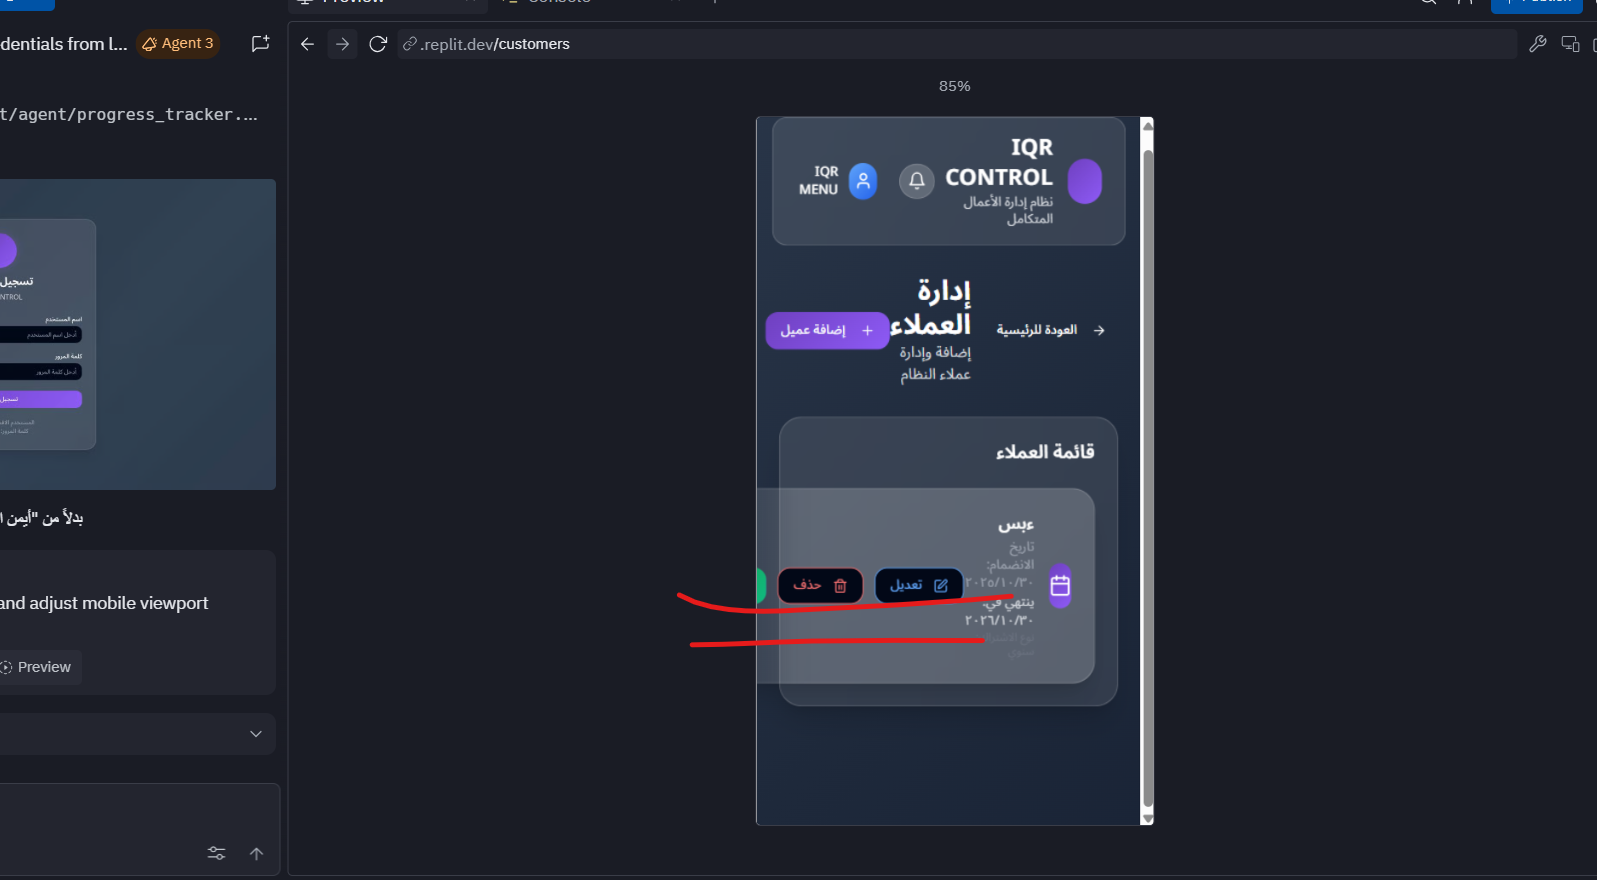 dentials from l...
Agent 3
t/agent/progress_tracker....
تسجيل
NTROL
اسم المستخدم
أدخل اسم المستخدم
كلمة المرور
أدخل كلمة المرور
تسجيل
بدلاً من "أيمن ا
and adjust mobile viewport
Preview
.replit.dev/customers
85%
IQR
CONTROL
نظام إدارة الأعمال
المتكامل
IQR
MENU
العودة للرئيسية
إدارة
العملاء
إضافة وإدارة
عملاء النظام
إضافة عميل
قائمة العملاء
ءبس
تاريخ
الانضمام:
٢٠٢٥/١٠/٣٠
ينتهي في:
٢٠٢٦/١٠/٣٠
نوع الاشتراك:
سنوي
تعديل
حذف